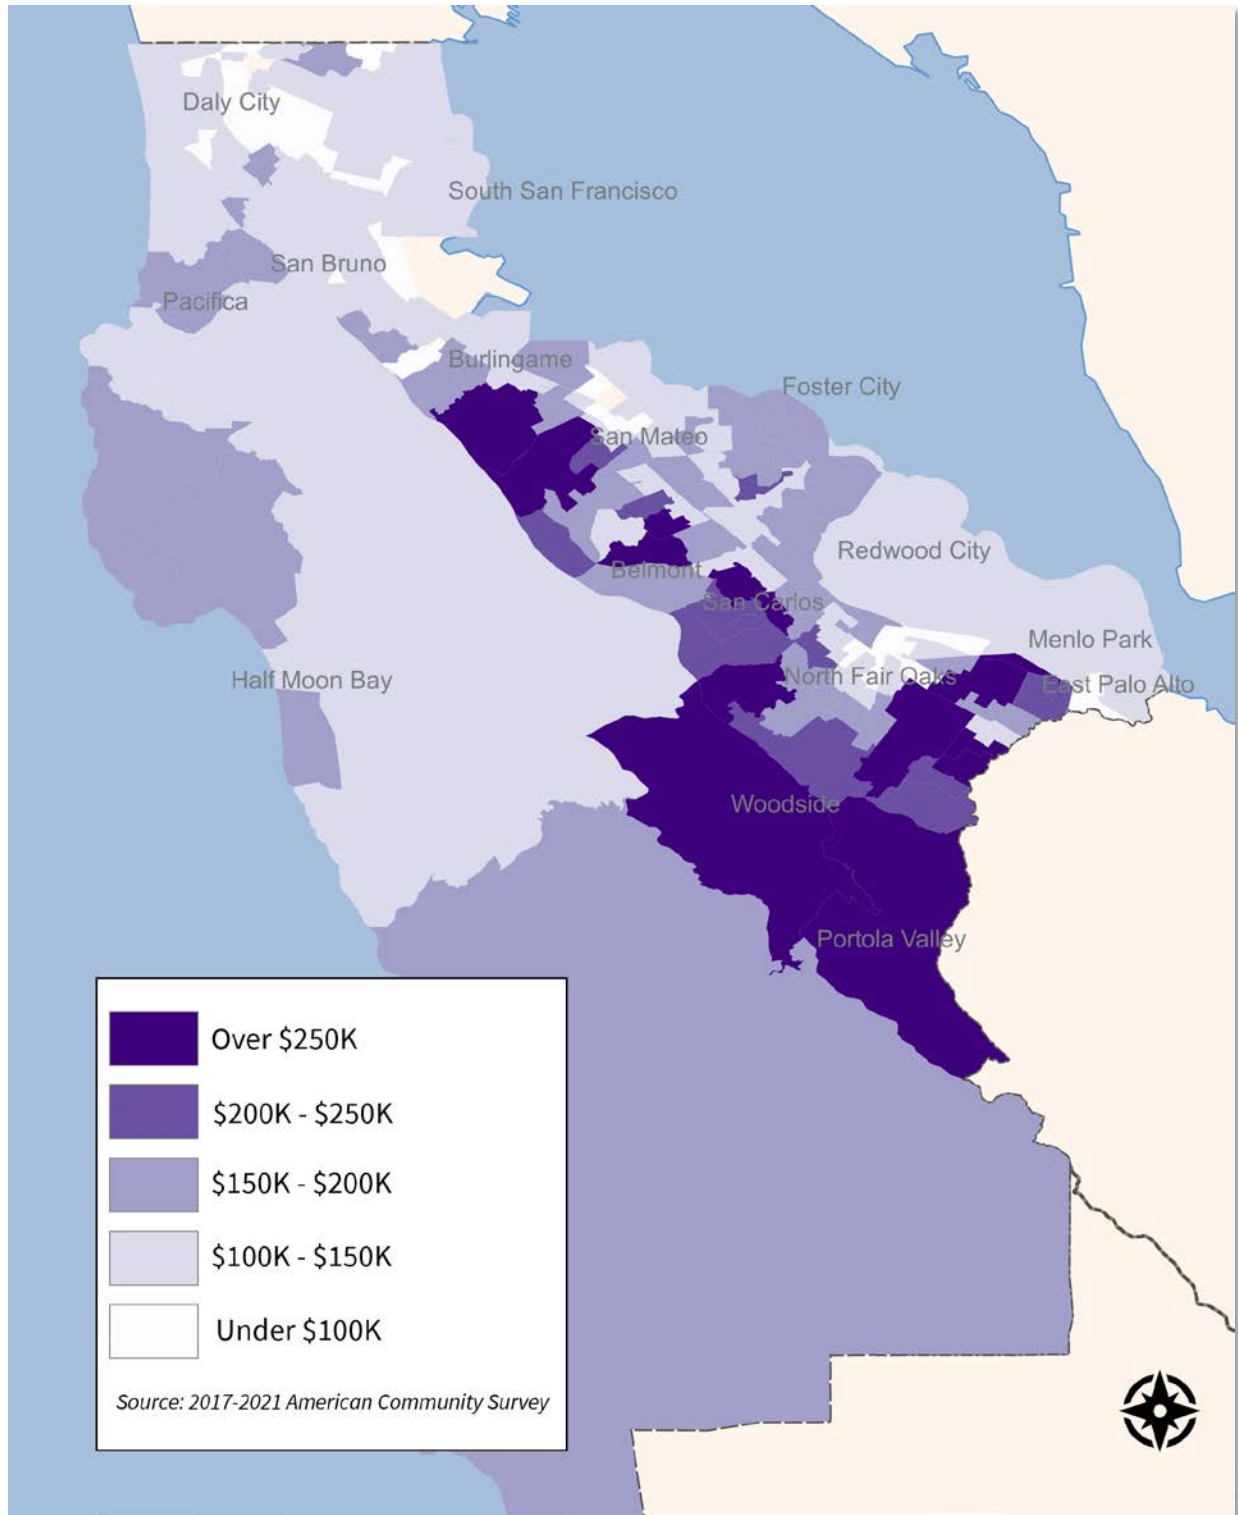 Daly City
South San Francisco
San Bruno
Pacifica
Burlingame
Foster City
San Mateo
Redwood City
Belmont
San Carlos
Menlo Park
North Fair Oaks
East Palo Alto
Half Moon Bay
Woodside
Portola Valley
Over $250K
$200K - $250K
$150K - $200K
$100K - $150K
Under $100K
Source: 2017-2021 American Community Survey